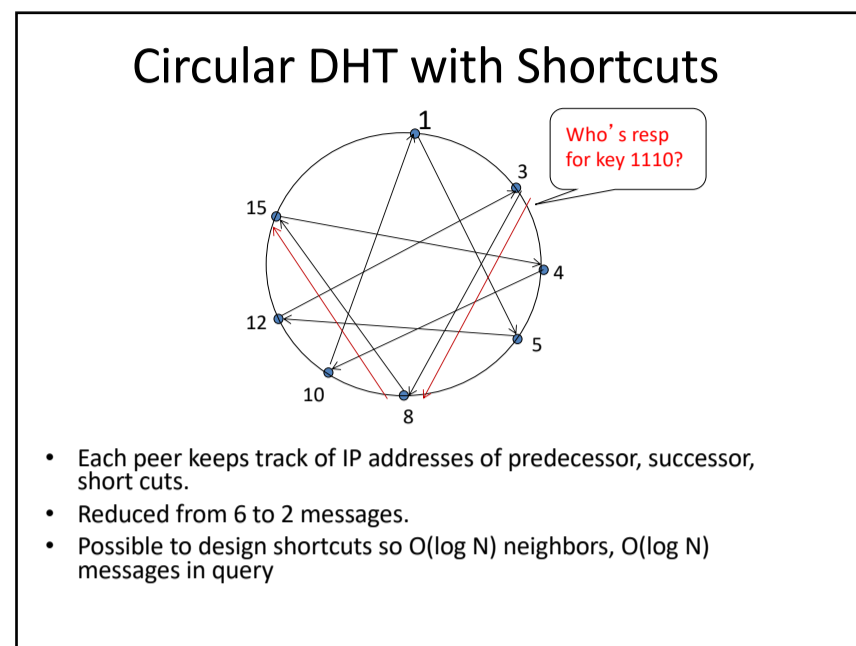 Circular DHT with Shortcuts
1
Who's resp
for key 1110?
3
15
4
12
5
10
8
• Each peer keeps track of IP addresses of predecessor, successor,
short cuts.
• Reduced from 6 to 2 messages.
• Possible to design shortcuts so O(log N) neighbors, O(log N)
messages in query